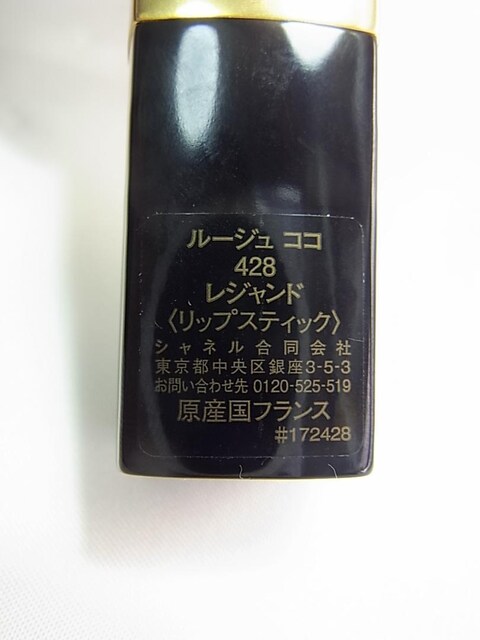 ルージュ ココ
428
レジャンド
〈リップスティック〉
シャネル合同会社
東京都中央区銀座3-5-3
お問い合わせ先 0120-525-519
原産国フランス
#172428